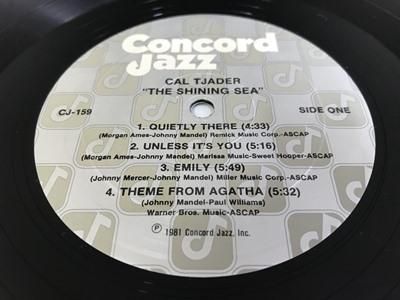 Concord
Jazz
CAL TJADER
"THE SHINING SEA"
CJ-159 SIDE ONE
1. QUIETLY THERE (4:33)
(Morgan Ames-Johnny Mandel) Remick Music Corp.-ASCAP
2. UNLESS IT'S YOU (5:16)
(Morgan Ames-Johnny Mandel) Marissa Music-Sweet Hooper-ASCAP
3. EMILY (5:49)
(Johnny Mercer-Johnny Mandel) Miller Music Corp.-ASCAP
4. THEME FROM AGATHA (5:32)
(Johnny Mandel-Paul Williams)
Warner Bros. Music-ASCAP
℗ 1981 Concord Jazz, Inc.